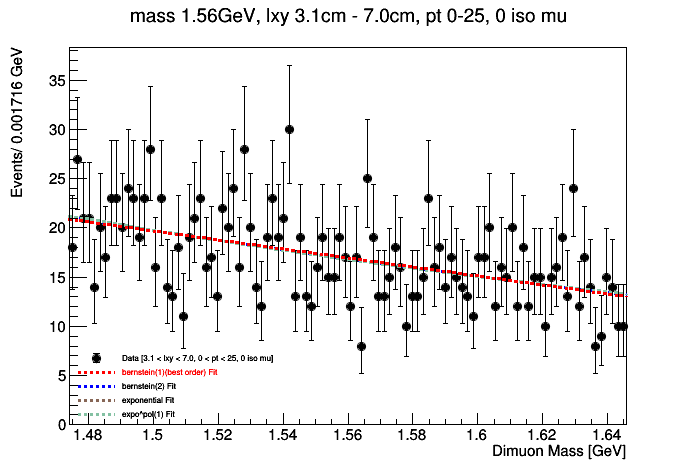 mass 1.56GeV, lxy 3.1cm - 7.0cm, pt 0-25, 0 iso mu
Events/ 0.001716 GeV
35
30
25
20
15
10
5
0
Data [3.1 < lxy < 7.0, 0 < pt < 25, 0 iso mu]
bernstein(1)(best order) Fit
bernstein(2) Fit
exponential Fit
expo*pol(1) Fit
1.48 1.5 1.52 1.54 1.56 1.58 1.6 1.62 1.64
Dimuon Mass [GeV]